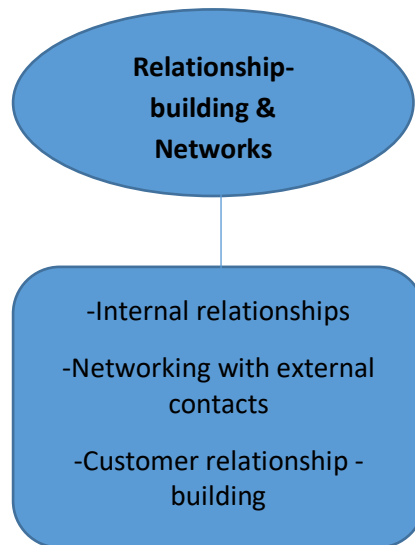 Relationship-
building &
Networks
-Internal relationships
-Networking with external
contacts
-Customer relationship -
building